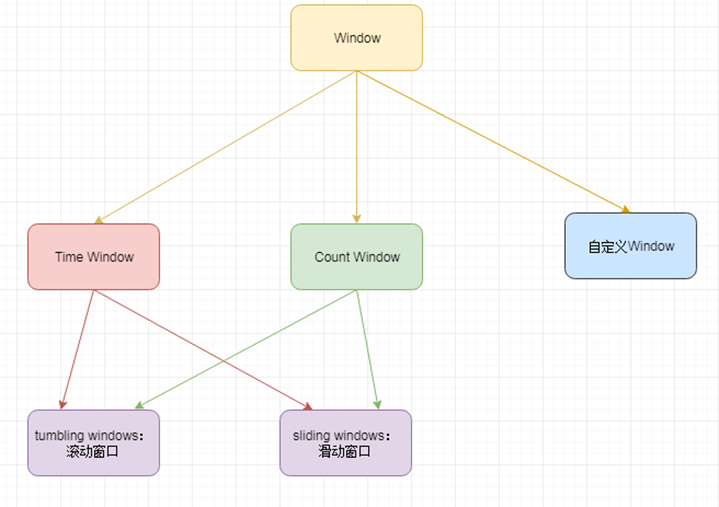 Window
Time Window
Count Window
自定义Window
tumbling windows：
滚动窗口
sliding windows：
滑动窗口